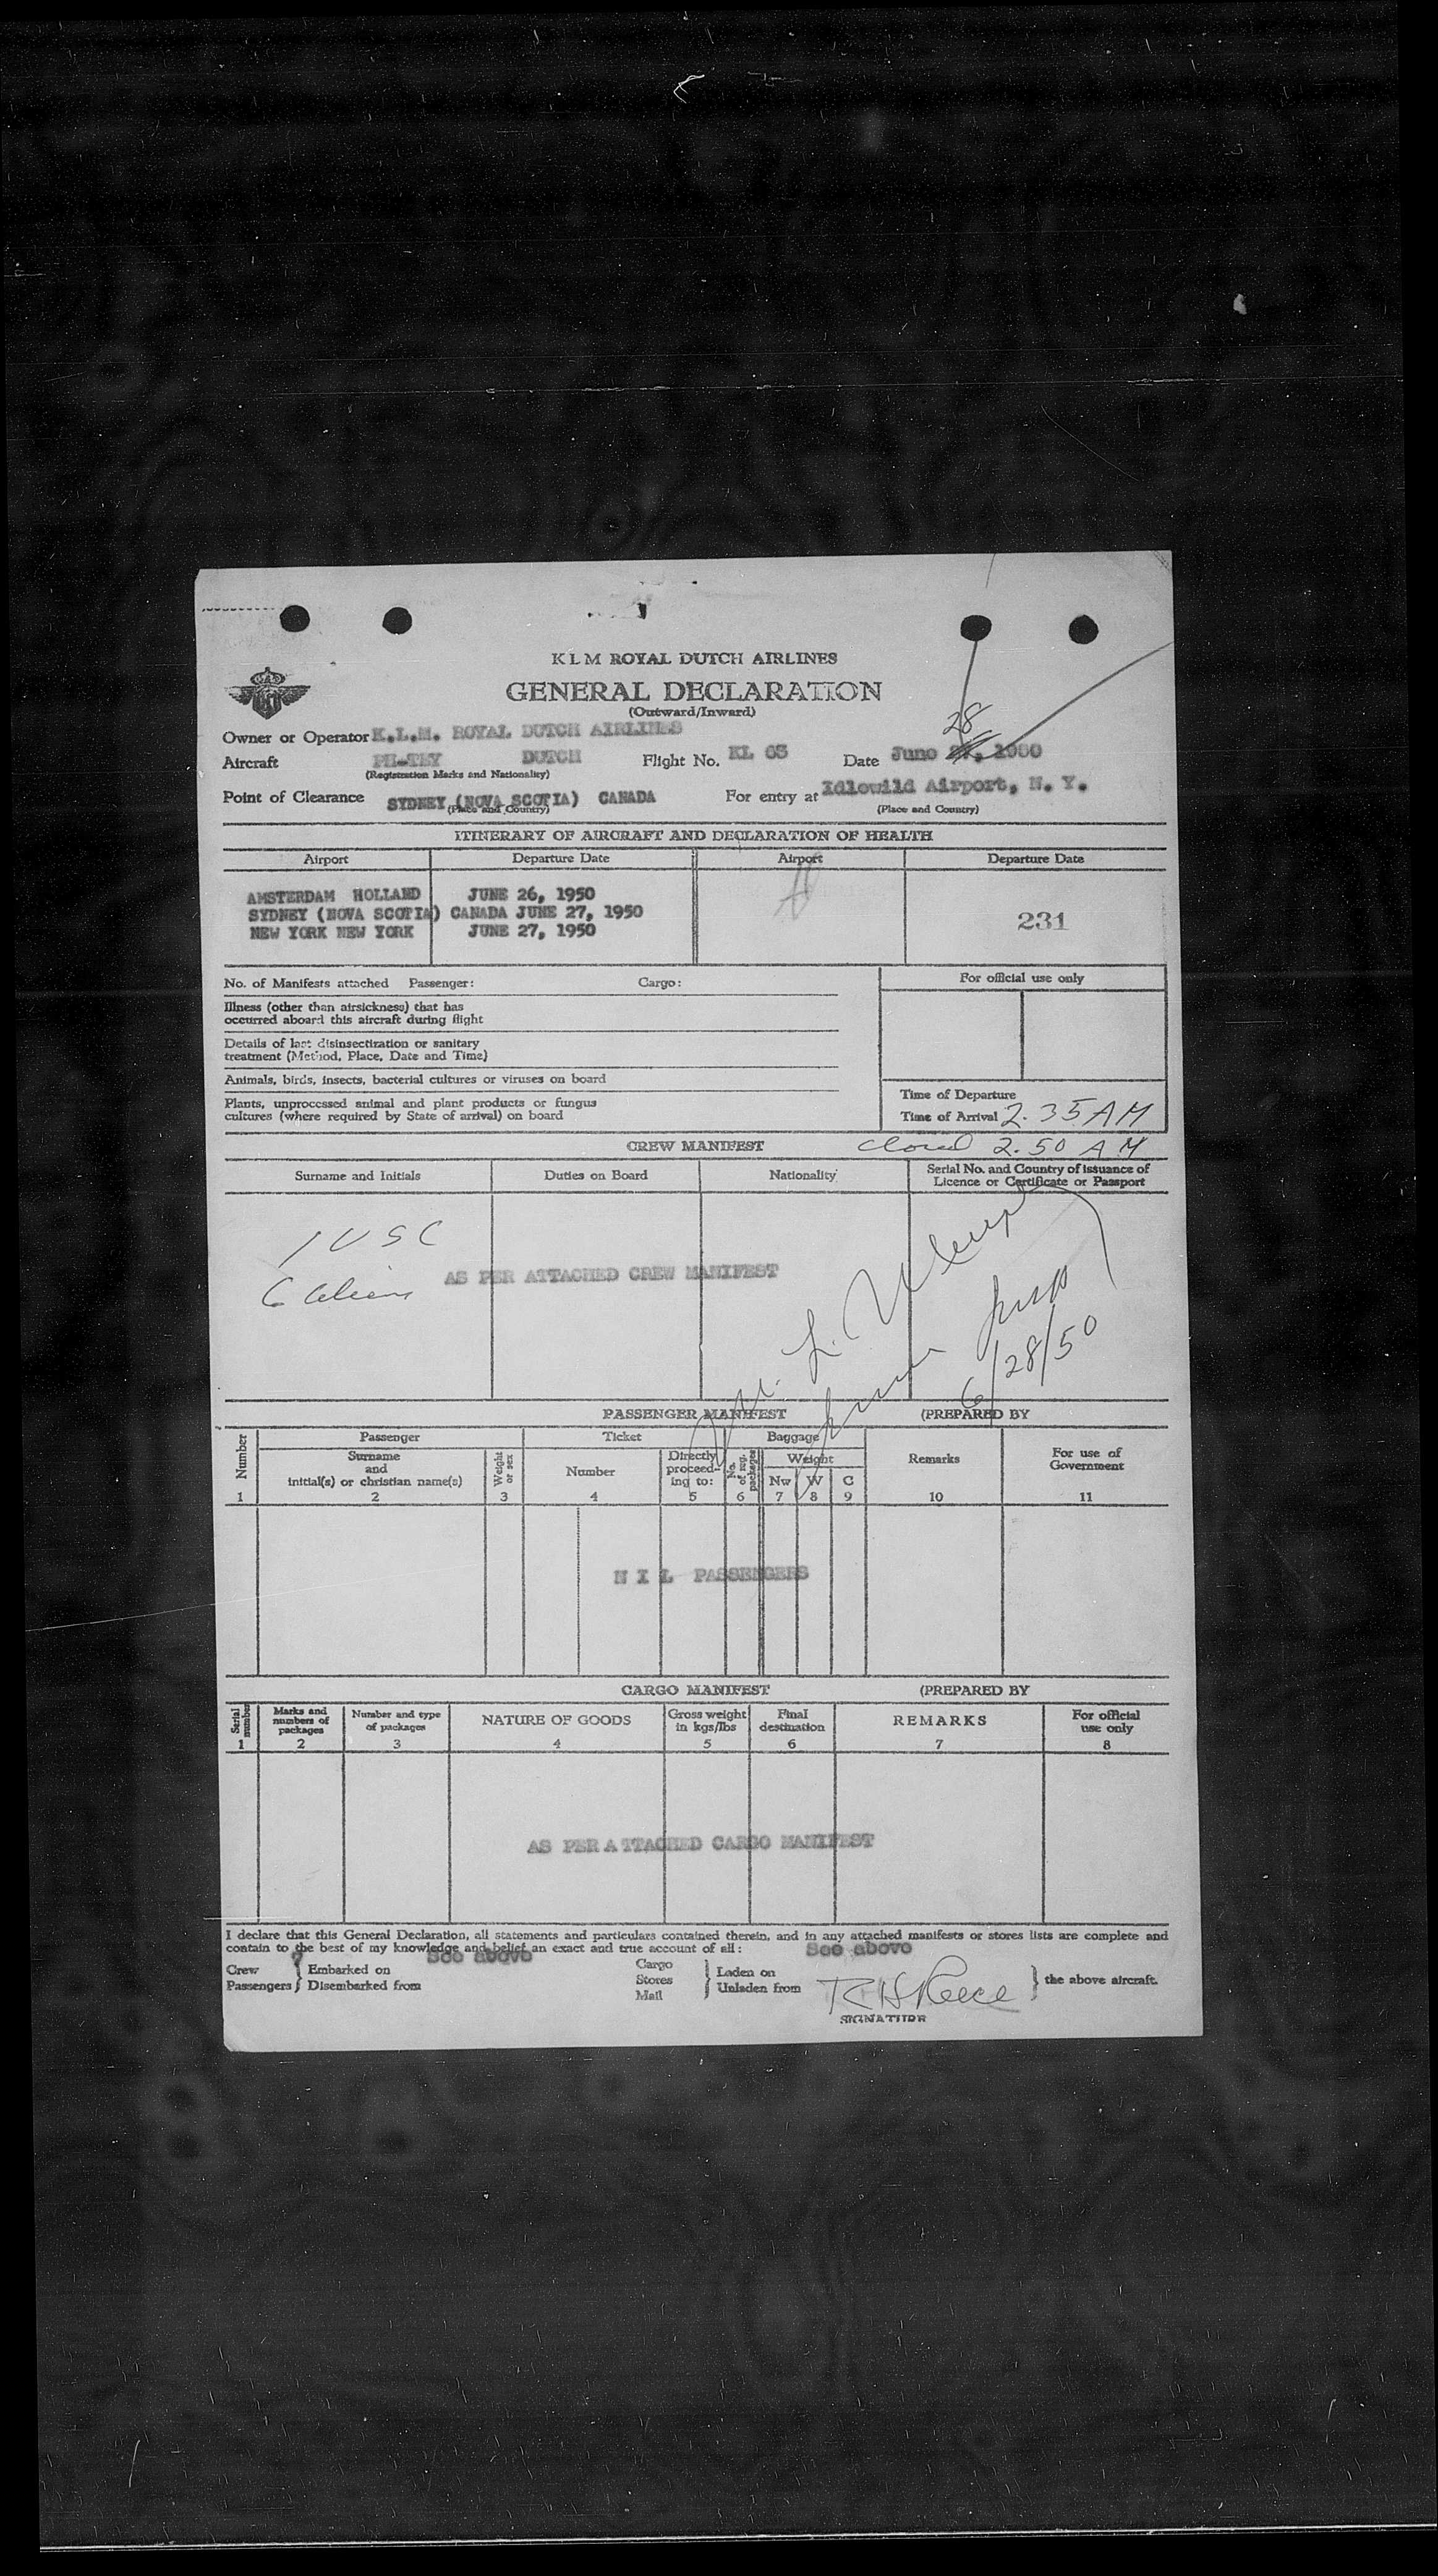 K L M ROYAL DUTCH AIRLINES
GENERAL DECLARATION
(Outward/Inward)
28
Owner or Operator K.L.M. ROYAL DUTCH AIRLINES
Aircraft DUTCH Flight No. KL 63 Date June 1950
(Registration Marks and Nationality)
Point of Clearance SYDNEY (NOVA SCOTIA) CANADA For entry at Idlewild Airport, N. Y.
(Place and Country) (Place and Country)
ITINERARY OF AIRCRAFT AND DECLARATION OF HEALTH
Airport Departure Date Airport Departure Date
AMSTERDAM HOLLAND JUNE 26, 1950
SYDNEY (NOVA SCOTIA) CANADA JUNE 27, 1950 231
NEW YORK NEW YORK JUNE 27, 1950
No. of Manifests attached Passenger: Cargo: For official use only
Illness (other than airsickness) that has
occurred aboard this aircraft during flight
Details of last disinsectization or sanitary
treatment (Method, Place, Date and Time)
Animals, birds, insects, bacterial cultures or viruses on board
Plants, unprocessed animal and plant products or fungus
cultures (where required by State of arrival) on board
Time of Departure
Time of Arrival 2.35 AM
CREW MANIFEST closed 2.50 AM
Surname and Initials Duties on Board Nationality Serial No. and Country of issuance of
Licence or Certificate or Passport
1 USC
6 Aliens AS PER ATTACHED CREW MANIFEST
6/28/50
PASSENGER MANIFEST (PREPARED BY
Number Passenger Ticket Baggage Remarks For use of
Government
Surname
and
initial(s) or christian name(s) Weight or sex Number Directly
proceed-
ing to: No. of reg. packages Weight
Nw W C
1 2 3 4 5 6 7 8 9 10 11
N I L PASSENGERS
CARGO MANIFEST (PREPARED BY
Serial number Marks and
numbers of
packages Number and type
of packages NATURE OF GOODS Gross weight
in kgs/lbs Final
destination REMARKS For official
use only
1 2 3 4 5 6 7 8
AS PER ATTACHED CARGO MANIFEST
I declare that this General Declaration, all statements and particulars contained therein, and in any attached manifests or stores lists are complete and
contain to the best of my knowledge and belief an exact and true account of all: See above
See above
Crew Embarked on Cargo Laden on
Passengers Disembarked from Stores Unladen from the above aircraft.
Mail
R H Reece
SIGNATURE